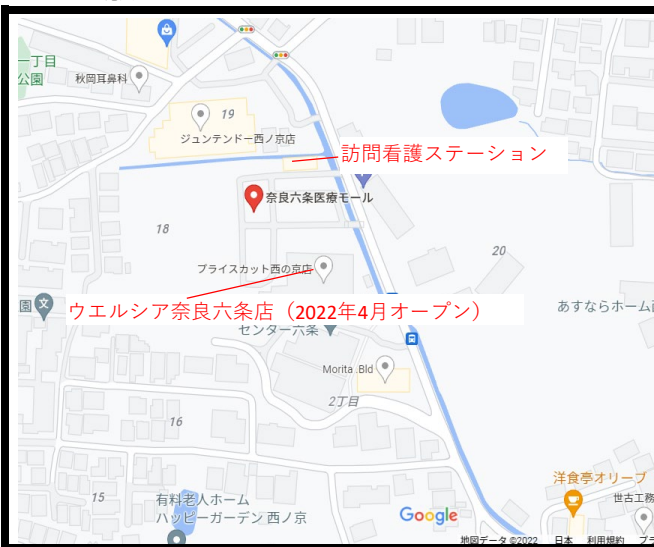 一丁目
公園
秋岡耳鼻科
19
ジュンテンドー西ノ京店
訪問看護ステーション
奈良六条医療モール
18
プライスカット西の京店
20
園
ウエルシア奈良六条店（2022年4月オープン）
あすならホーム西
センター六条
Morita .Bld
2丁目
16
15
有料老人ホーム
ハッピーガーデン 西ノ京
洋食亭オリーブ
世古工務
Google
地図データ ©2022 日本 利用規約 プラ